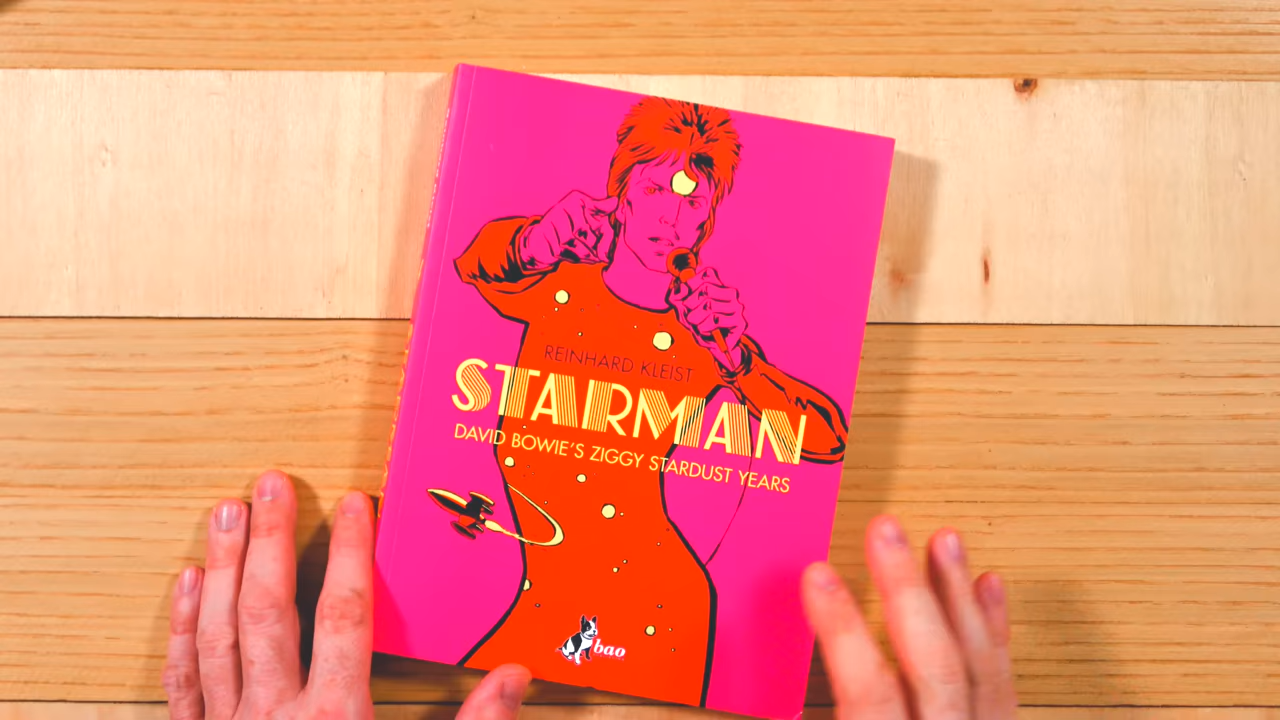 REINHARD KLEIST
STARMAN
DAVID BOWIE'S ZIGGY STARDUST YEARS
bao